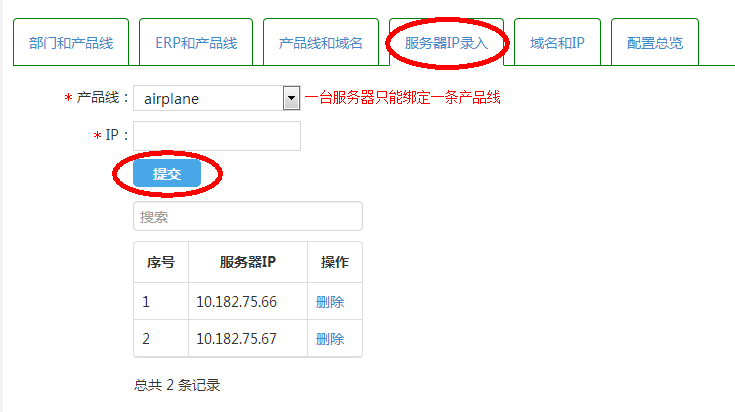 部门和产品线 ERP和产品线 产品线和域名 服务器IP录入 域名和IP 配置总览
* 产品线： airplane 一台服务器只能绑定一条产品线
* IP：
提交
搜索
序号 服务器IP 操作
1 10.182.75.66 删除
2 10.182.75.67 删除
总共 2 条记录